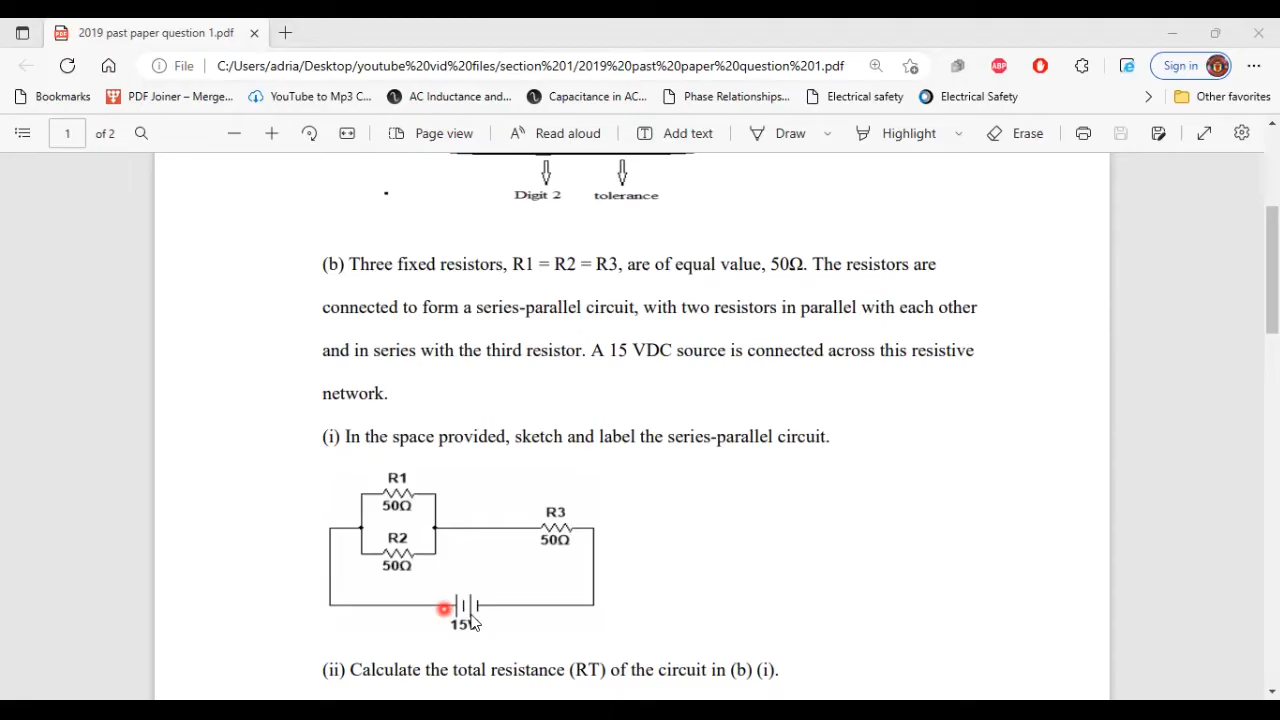 2019 past paper question 1.pdf
File
C:/Users/adria/Desktop/youtube%20vid%20files/section%201/2019%20past%20paper%20question%201.pdf
ABP
Sign in
Bookmarks
PDF Joiner – Merge...
YouTube to Mp3 C...
AC Inductance and...
Capacitance in AC...
Phase Relationships...
Electrical safety
Electrical Safety
Other favorites
1 of 2
Page view
Read aloud
Add text
Draw
Highlight
Erase
Digit 2 tolerance
(b) Three fixed resistors, R1 = R2 = R3, are of equal value, 50Ω. The resistors are
connected to form a series-parallel circuit, with two resistors in parallel with each other
and in series with the third resistor. A 15 VDC source is connected across this resistive
network.
(i) In the space provided, sketch and label the series-parallel circuit.
R1
50Ω
R2
50Ω
R3
50Ω
15V
(ii) Calculate the total resistance (RT) of the circuit in (b) (i).